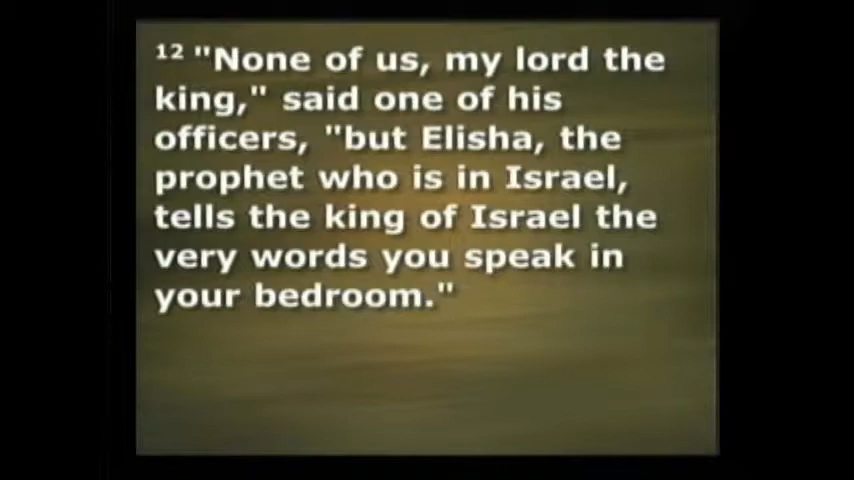 12 "None of us, my lord the
king," said one of his
officers, "but Elisha, the
prophet who is in Israel,
tells the king of Israel the
very words you speak in
your bedroom."